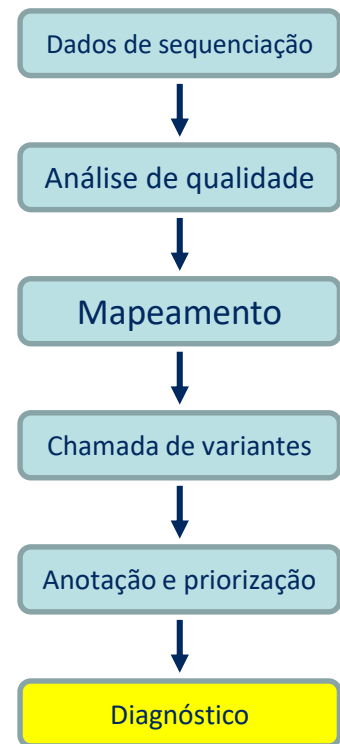 Dados de sequenciação
Análise de qualidade
Mapeamento
Chamada de variantes
Anotação e priorização
Diagnóstico